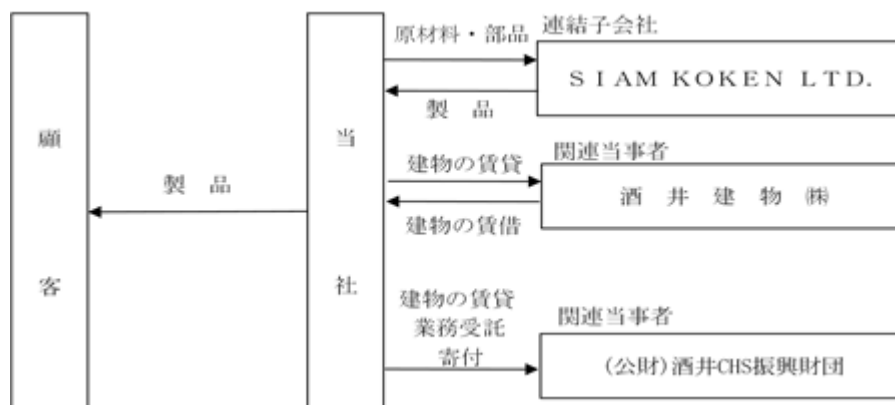 顧客
製　品
当社
原材料・部品
連結子会社
ＳＩＡＭ ＫＯＫＥＮ ＬＴＤ.
製　品
関連当事者
建物の賃貸
酒　井　建　物　㈱
建物の賃借
建物の賃貸
業務受託
寄付
関連当事者
(公財)酒井CHS振興財団